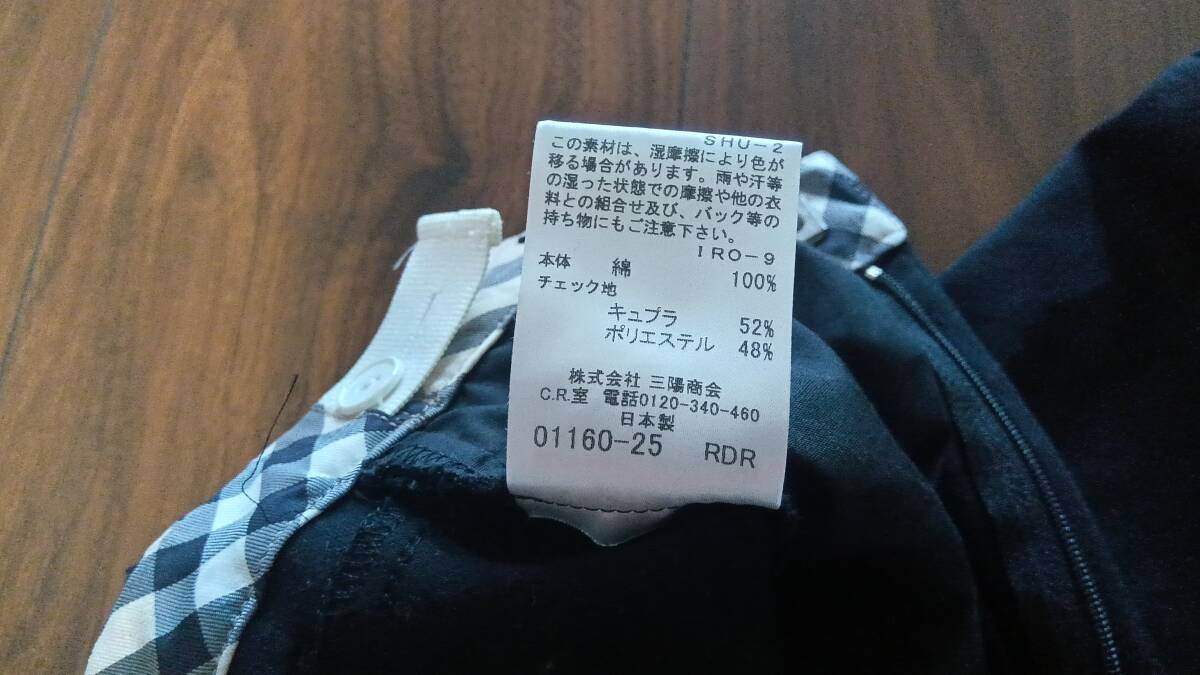 SHU-2
この素材は、湿摩擦により色が
移る場合があります。雨や汗等
の湿った状態での摩擦や他の衣
料との組合せ及び、バック等の
持ち物にもご注意下さい。
IRO-9
本体 綿 100%
チェック地
キュプラ 52%
ポリエステル 48%
株式会社 三陽商会
C.R.室 電話0120-340-460
日本製
01160-25 RDR